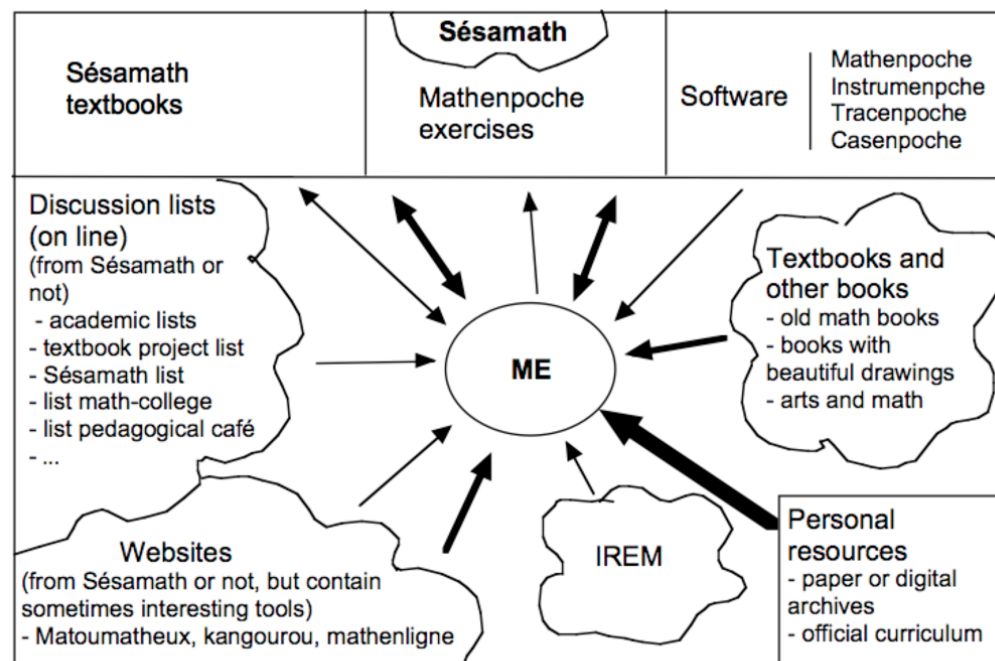 Sésamath
Sésamath
textbooks
Mathenpoche
exercises
Software
Mathenpoche
Instrumenpche
Tracenpoche
Casenpoche
Discussion lists
(on line)
(from Sésamath or
not)
- academic lists
- textbook project list
- Sésamath list
- list math-college
- list pedagogical café
- ...
ME
Textbooks and
other books
- old math books
- books with
beautiful drawings
- arts and math
Websites
(from Sésamath or not, but contain
sometimes interesting tools)
- Matoumatheux, kangourou, mathenligne
IREM
Personal
resources
- paper or digital
archives
- official curriculum